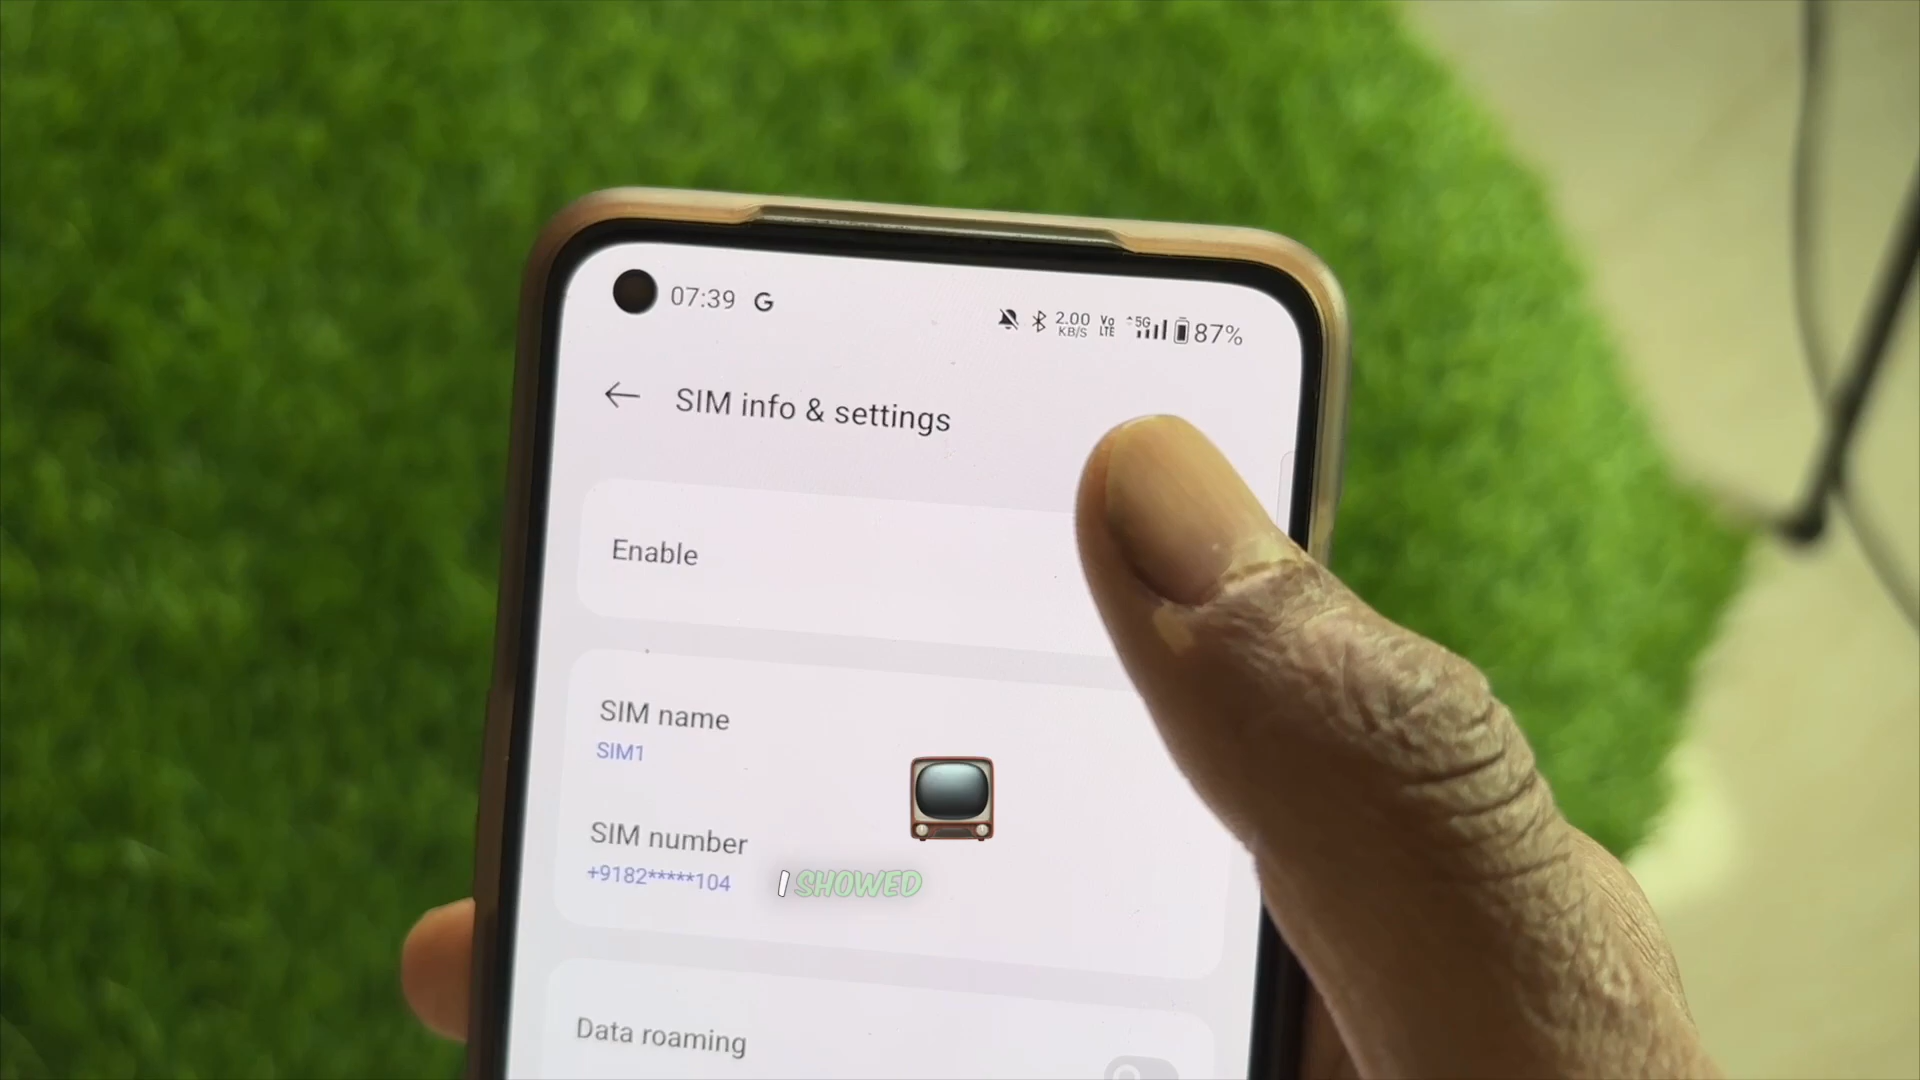 07:39 G
2.00 KB/S Vo LTE 5G 87%
SIM info & settings
Enable
SIM name
SIM1
SIM number
+9182*****104
I SHOWED
Data roaming